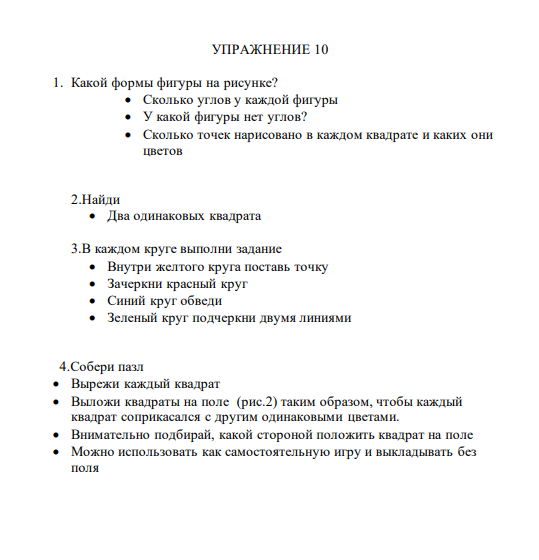 УПРАЖНЕНИЕ 10
1. Какой формы фигуры на рисунке?
• Сколько углов у каждой фигуры
• У какой фигуры нет углов?
• Сколько точек нарисовано в каждом квадрате и каких они
цветов
2.Найди
• Два одинаковых квадрата
3.В каждом круге выполни задание
• Внутри желтого круга поставь точку
• Зачеркни красный круг
• Синий круг обведи
• Зеленый круг подчеркни двумя линиями
4.Собери пазл
• Вырежи каждый квадрат
• Выложи квадраты на поле (рис.2) таким образом, чтобы каждый
квадрат соприкасался с другим одинаковыми цветами.
• Внимательно подбирай, какой стороной положить квадрат на поле
• Можно использовать как самостоятельную игру и выкладывать без
поля